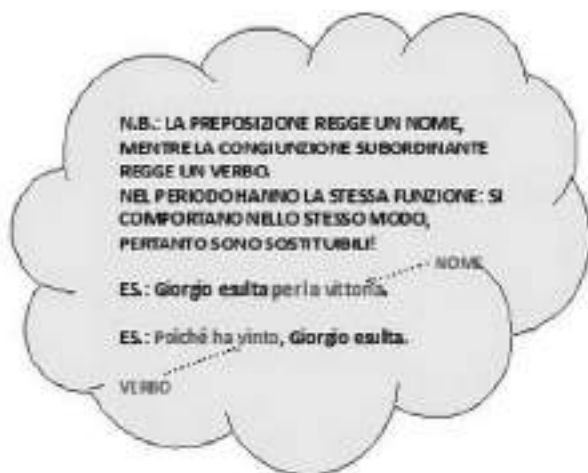 N.B.: LA PREPOSIZIONE REGGE UN NOME,
MENTRE LA CONGIUNZIONE SUBORDINANTE
REGGE UN VERBO.
NEL PERIODO HANNO LA STESSA FUNZIONE: SI
COMPORTANO NELLO STESSO MODO,
PERTANTO SONO SOSTITUIBILI!
NOME
ES.: Giorgio esulta per la vittoria.
ES.: Poiché ha vinto, Giorgio esulta.
VERBO